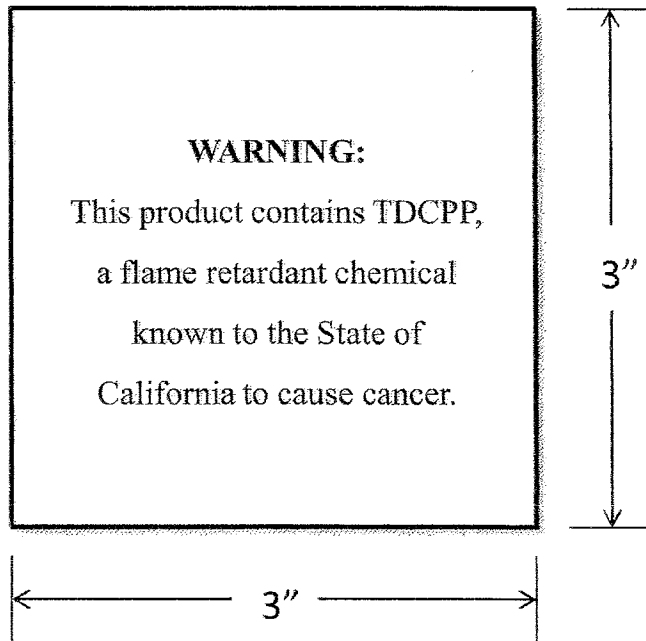 WARNING:
This product contains TDCPP,
a flame retardant chemical
known to the State of
California to cause cancer.
3"
3"